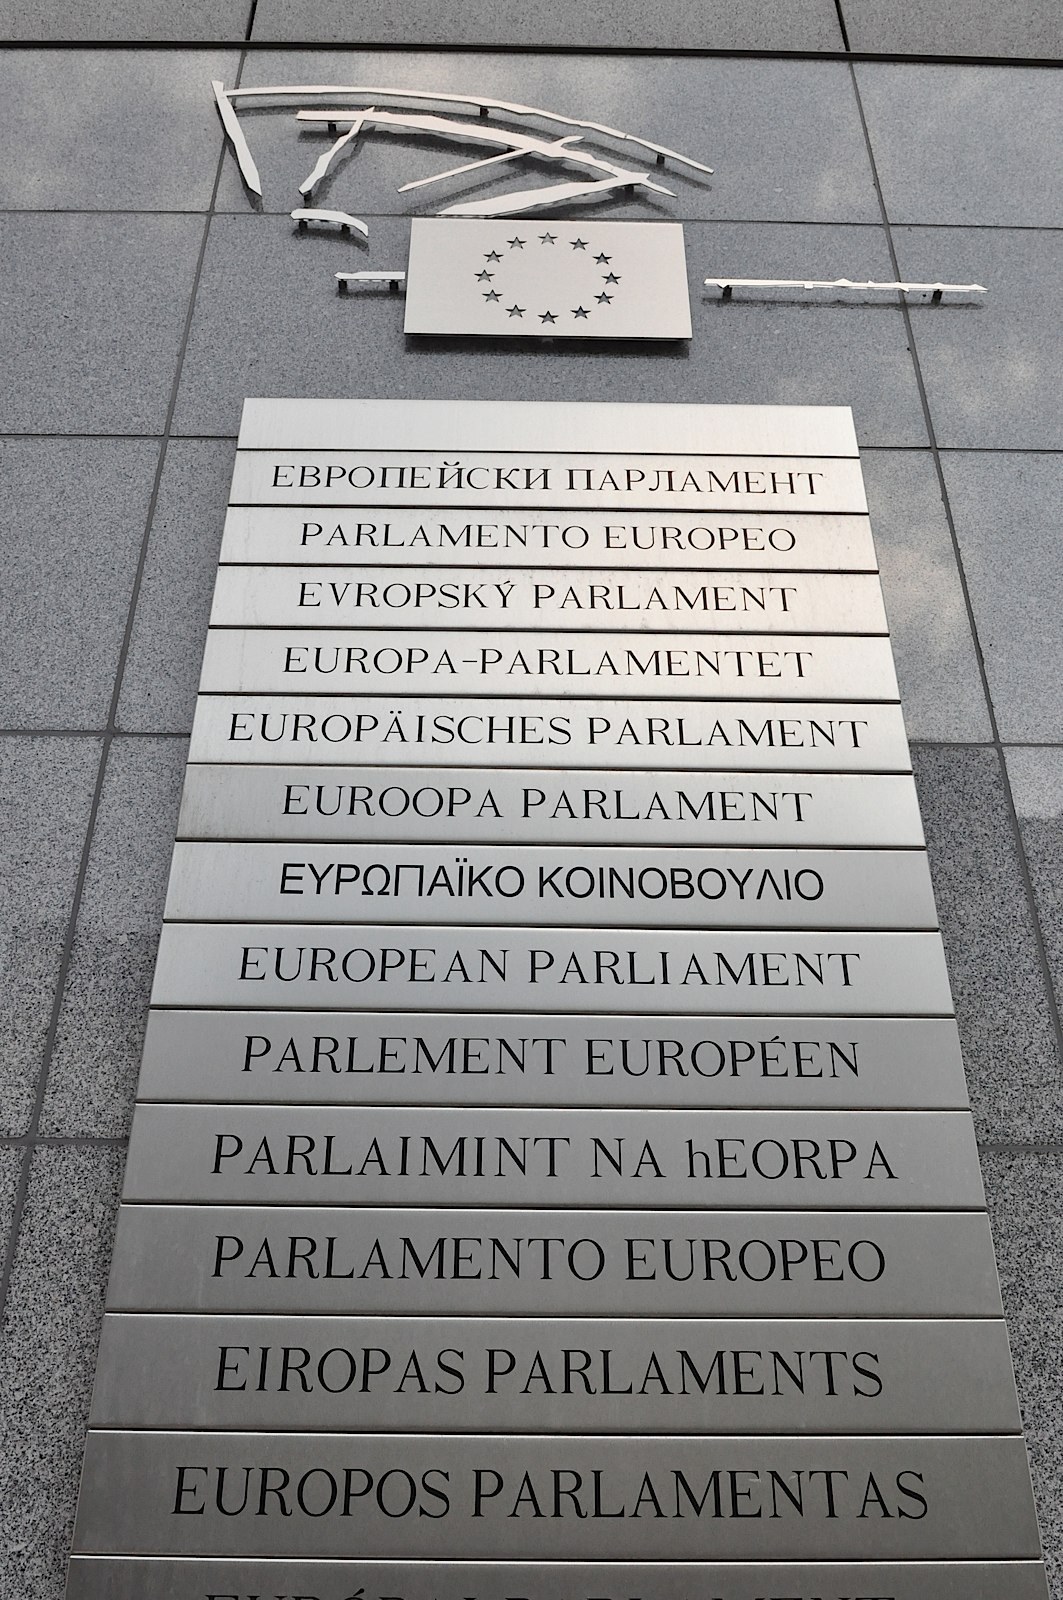 ЕВРОПЕЙСКИ ПАРЛАМЕНТ
PARLAMENTO EUROPEO
EVROPSKÝ PARLAMENT
EUROPA-PARLAMENTET
EUROPÄISCHES PARLAMENT
EUROOPA PARLAMENT
ΕΥΡΩΠΑΪΚΟ ΚΟΙΝΟΒΟΥΛΙΟ
EUROPEAN PARLIAMENT
PARLEMENT EUROPÉEN
PARLAIMINT NA hEORPA
PARLAMENTO EUROPEO
EIROPAS PARLAMENTS
EUROPOS PARLAMENTAS